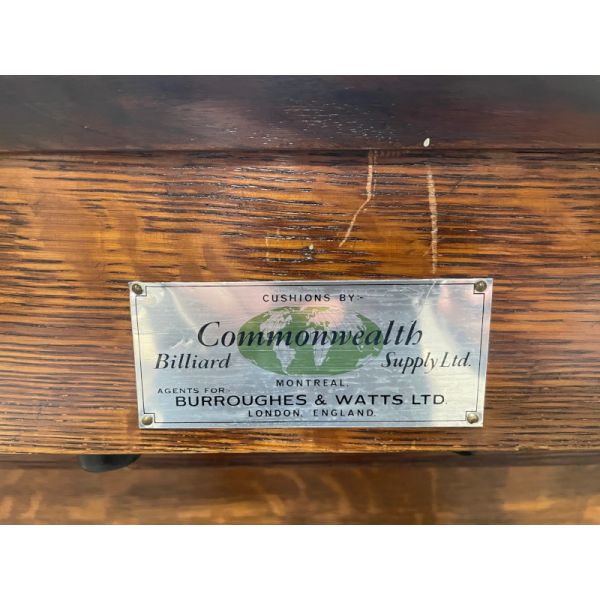 CUSHIONS BY:-
Commonwealth
Billiard Supply Ltd.
MONTREAL,
AGENTS FOR:-
BURROUGHES & WATTS LTD.
LONDON, ENGLAND.